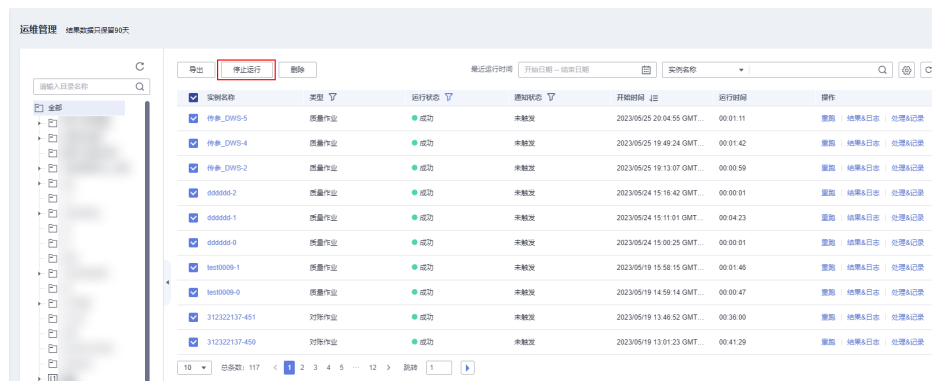 运维管理 结果数据只保留90天
请输入目录名称
全部
导出 停止运行 删除 最近运行时间 开始日期 – 结束日期 实例名称
实例名称 类型 运行状态 通知状态 开始时间 运行时间 操作
传参_DWS-5 质量作业 成功 未触发 2023/05/25 20:04:55 GMT... 00:01:11 重跑 结果&日志 处理&记录
传参_DWS-4 质量作业 成功 未触发 2023/05/25 19:49:24 GMT... 00:01:42 重跑 结果&日志 处理&记录
传参_DWS-2 质量作业 成功 未触发 2023/05/25 19:13:07 GMT... 00:00:59 重跑 结果&日志 处理&记录
dddddd-2 质量作业 成功 未触发 2023/05/24 15:16:42 GMT... 00:00:01 重跑 结果&日志 处理&记录
dddddd-1 质量作业 成功 未触发 2023/05/24 15:11:01 GMT... 00:04:23 重跑 结果&日志 处理&记录
dddddd-0 质量作业 成功 未触发 2023/05/24 15:00:25 GMT... 00:00:01 重跑 结果&日志 处理&记录
test0009-1 质量作业 成功 未触发 2023/05/19 15:58:15 GMT... 00:01:46 重跑 结果&日志 处理&记录
test0009-0 质量作业 成功 未触发 2023/05/19 14:59:14 GMT... 00:00:47 重跑 结果&日志 处理&记录
312322137-451 对账作业 成功 未触发 2023/05/19 13:46:52 GMT... 00:36:00 重跑 结果&日志 处理&记录
312322137-450 对账作业 成功 未触发 2023/05/19 13:01:23 GMT... 00:41:29 重跑 结果&日志 处理&记录
10 总条数: 117 < 1 2 3 4 5 ··· 12 > 跳转 1